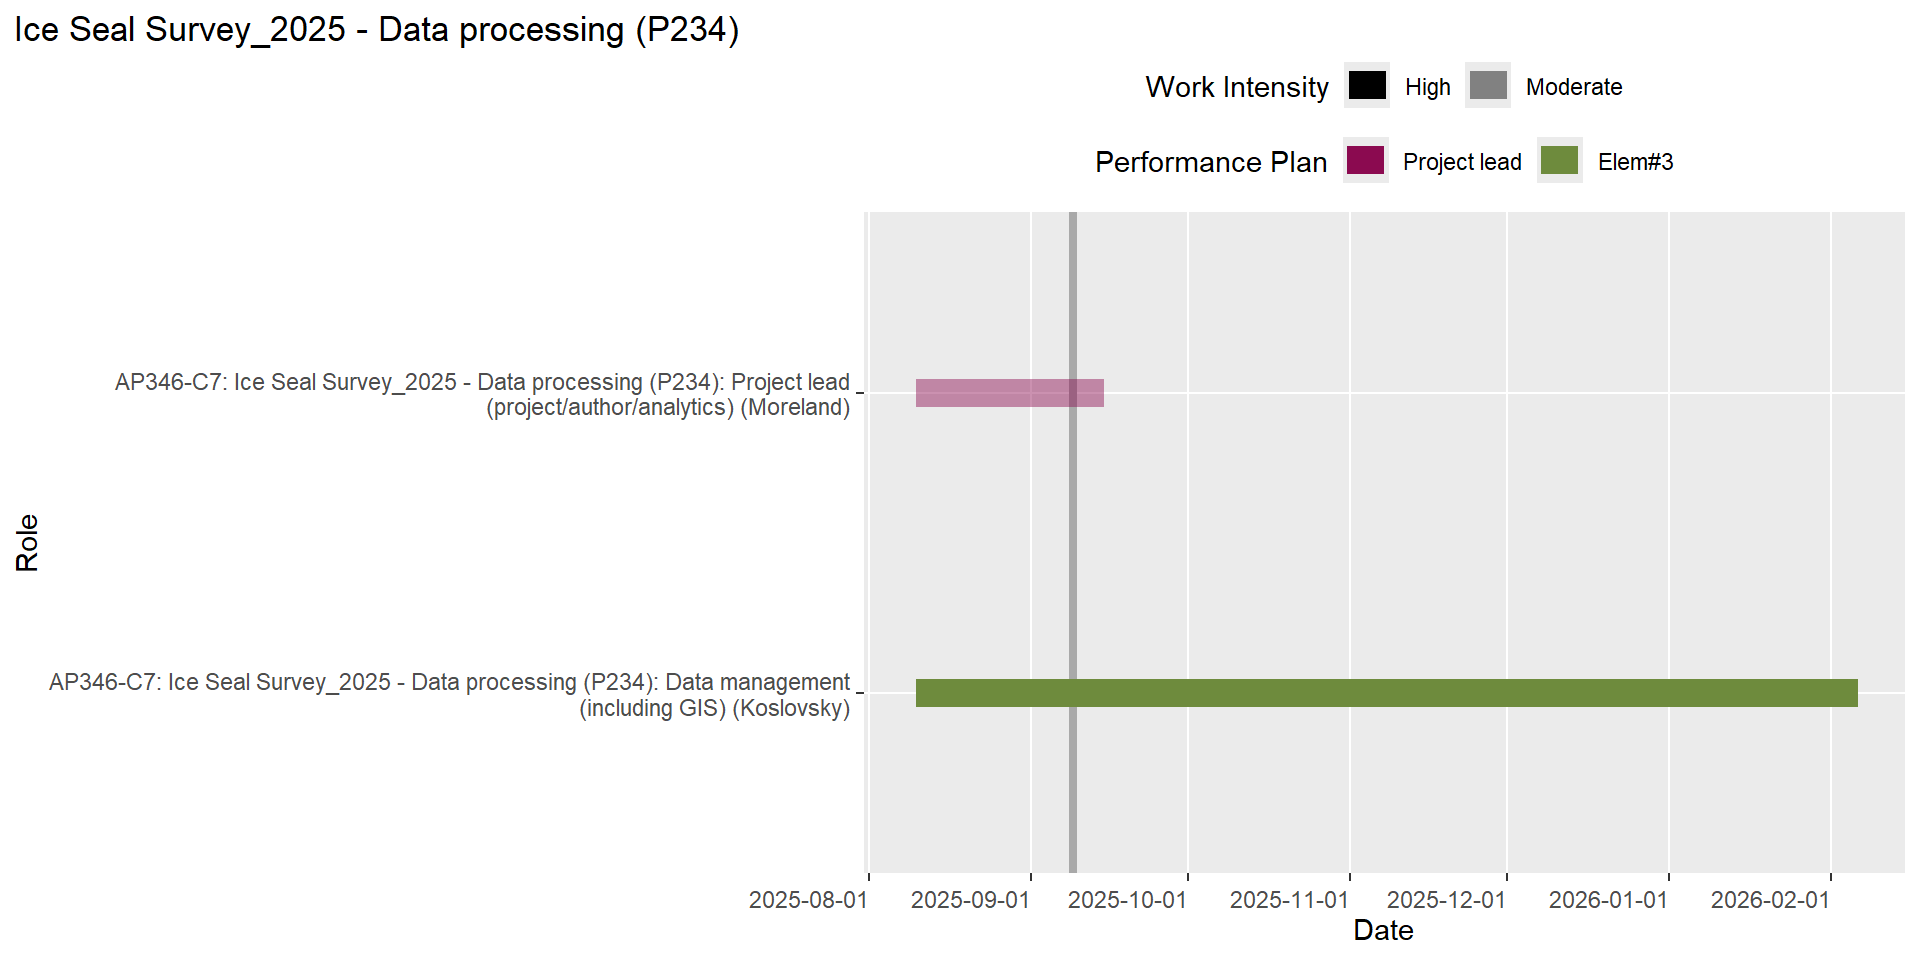 Ice Seal Survey_2025 - Data processing (P234)
Work Intensity High Moderate
Performance Plan Project lead Elem#3
AP346-C7: Ice Seal Survey_2025 - Data processing (P234): Project lead
(project/author/analytics) (Moreland)
Role
AP346-C7: Ice Seal Survey_2025 - Data processing (P234): Data management
(including GIS) (Koslovsky)
2025-08-01 2025-09-01 2025-10-01 2025-11-01 2025-12-01 2026-01-01 2026-02-01
Date